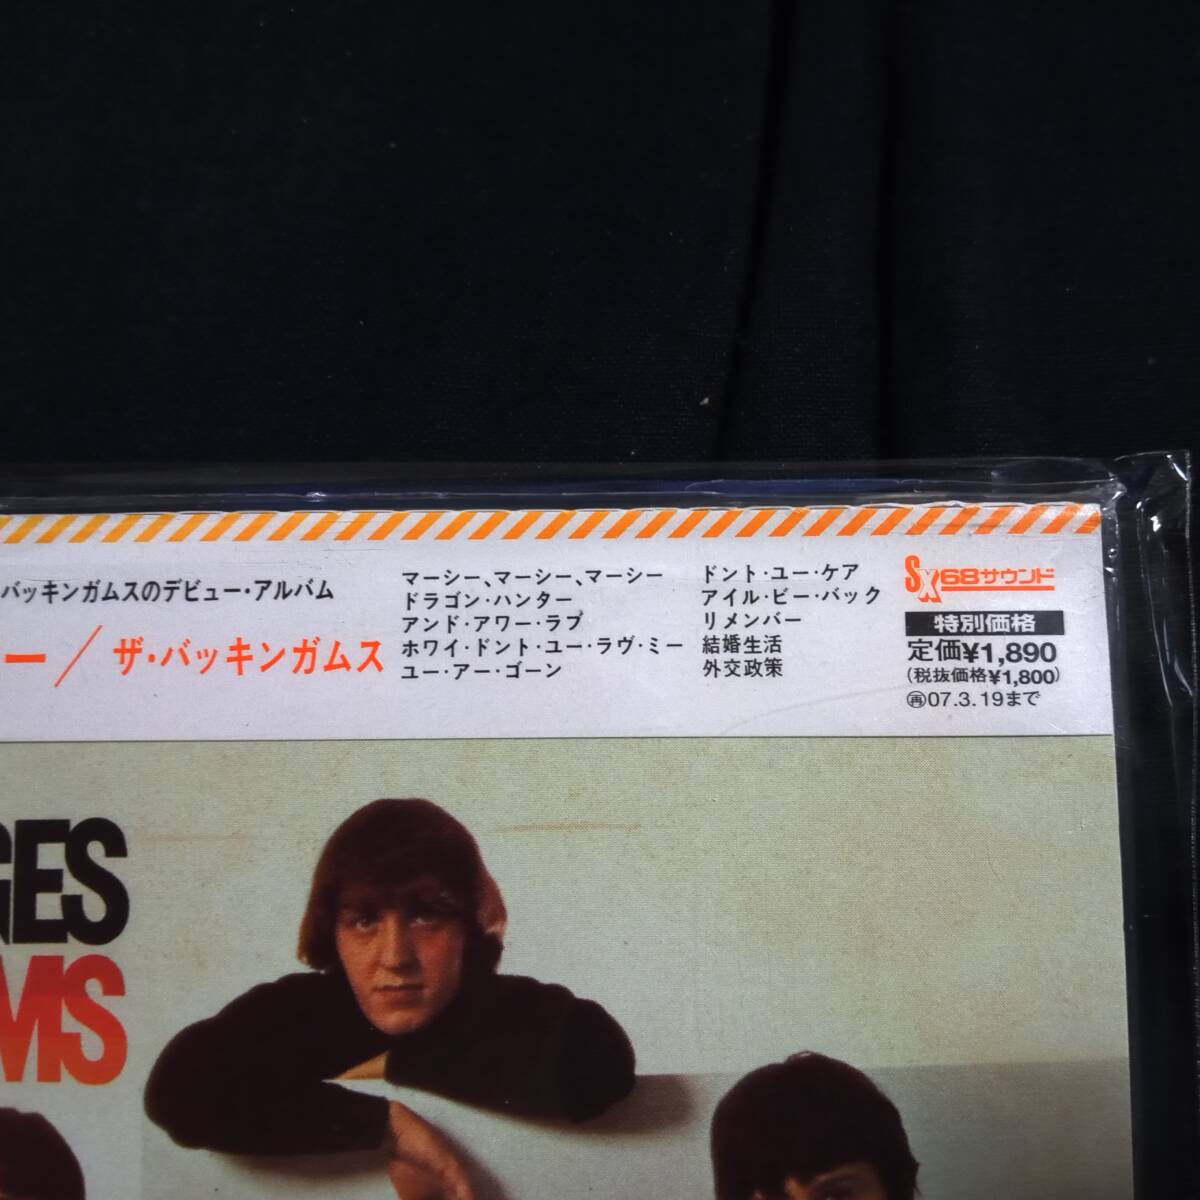 バッキンガムスのデビュー・アルバム
ー／ザ・バッキンガムス
マーシー、マーシー、マーシー
ドラゴン・ハンター
アンド・アワー・ラブ
ホワイ・ドント・ユー・ラヴ・ミー
ユー・アー・ゴーン
ドント・ユー・ケア
アイル・ビー・バック
リメンバー
結婚生活
外交政策
SX68サウンド
特別価格
定価¥1,890
(税抜価格¥1,800)
再07.3.19まで
GES
MS